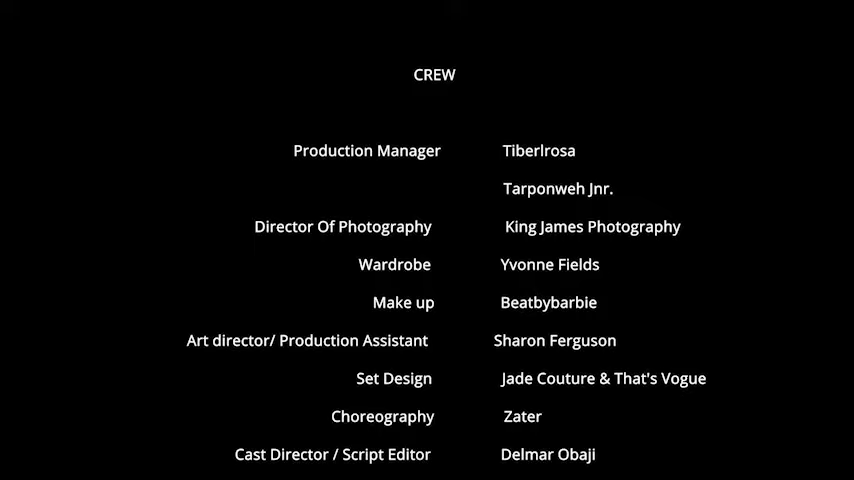 CREW
Production Manager Tiberlrosa
Tarponweh Jnr.
Director Of Photography King James Photography
Wardrobe Yvonne Fields
Make up Beatbybarbie
Art director/ Production Assistant Sharon Ferguson
Set Design Jade Couture & That's Vogue
Choreography Zater
Cast Director / Script Editor Delmar Obaji